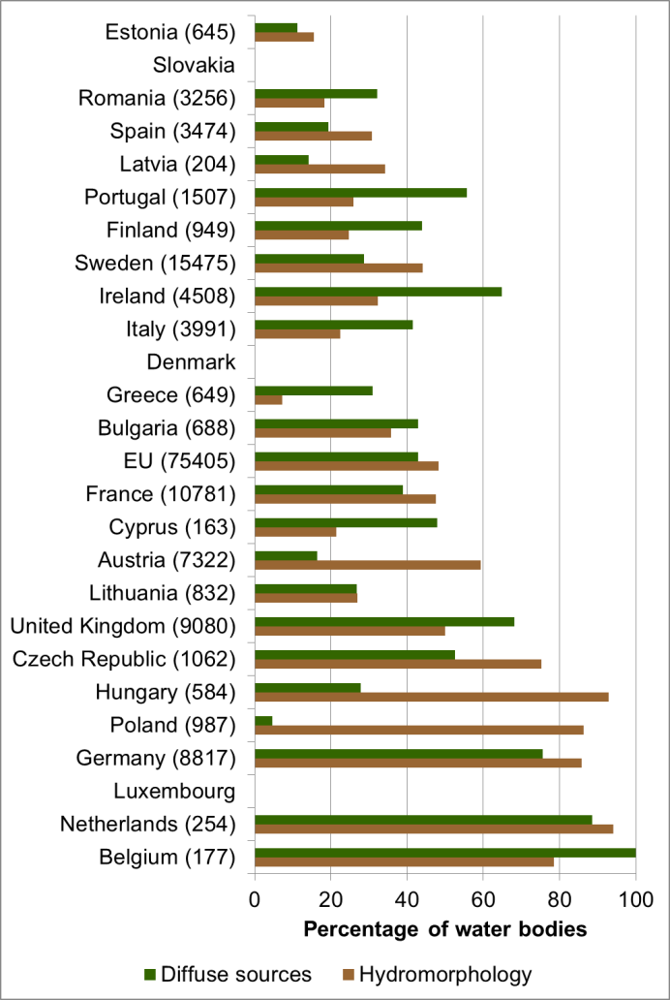 Estonia (645)
Slovakia
Romania (3256)
Spain (3474)
Latvia (204)
Portugal (1507)
Finland (949)
Sweden (15475)
Ireland (4508)
Italy (3991)
Denmark
Greece (649)
Bulgaria (688)
EU (75405)
France (10781)
Cyprus (163)
Austria (7322)
Lithuania (832)
United Kingdom (9080)
Czech Republic (1062)
Hungary (584)
Poland (987)
Germany (8817)
Luxembourg
Netherlands (254)
Belgium (177)
0 20 40 60 80 100
Percentage of water bodies
Diffuse sources Hydromorphology